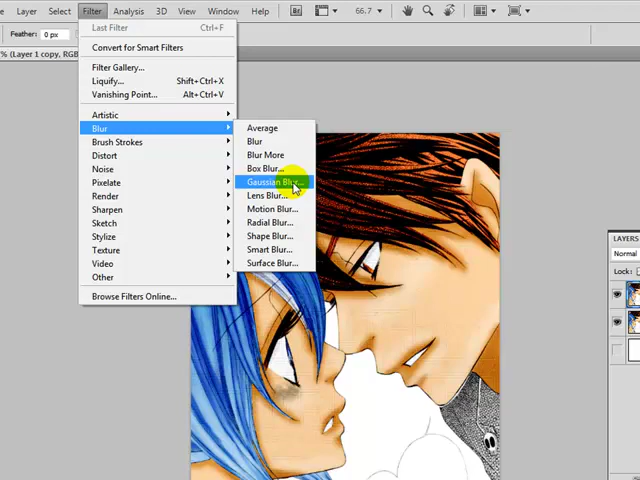 Layer Select Filter Analysis 3D View Window Help Br 66.7
Feather: 0 px
% (Layer 1 copy, RGB
Last Filter Ctrl+F
Convert for Smart Filters
Filter Gallery...
Liquify... Shift+Ctrl+X
Vanishing Point... Alt+Ctrl+V
Artistic
Blur
Brush Strokes
Distort
Noise
Pixelate
Render
Sharpen
Sketch
Stylize
Texture
Video
Other
Browse Filters Online...
Average
Blur
Blur More
Box Blur...
Gaussian Blur...
Lens Blur...
Motion Blur...
Radial Blur...
Shape Blur...
Smart Blur...
Surface Blur...
LAYERS
Normal
Lock: